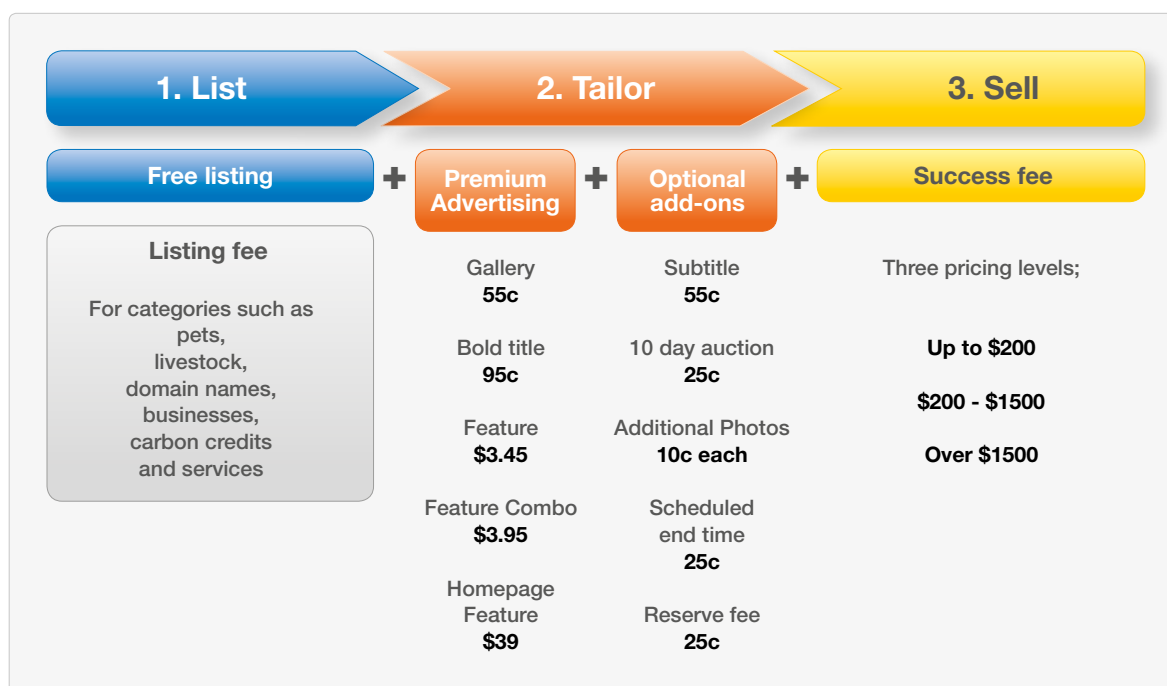 1. List
2. Tailor
3. Sell
Free listing
+
Premium
Advertising
+
Optional
add-ons
+
Success fee
Listing fee
For categories such as
pets,
livestock,
domain names,
businesses,
carbon credits
and services
Gallery
55c
Bold title
95c
Feature
$3.45
Feature Combo
$3.95
Homepage
Feature
$39
Subtitle
55c
10 day auction
25c
Additional Photos
10c each
Scheduled
end time
25c
Reserve fee
25c
Three pricing levels;
Up to $200
$200 - $1500
Over $1500